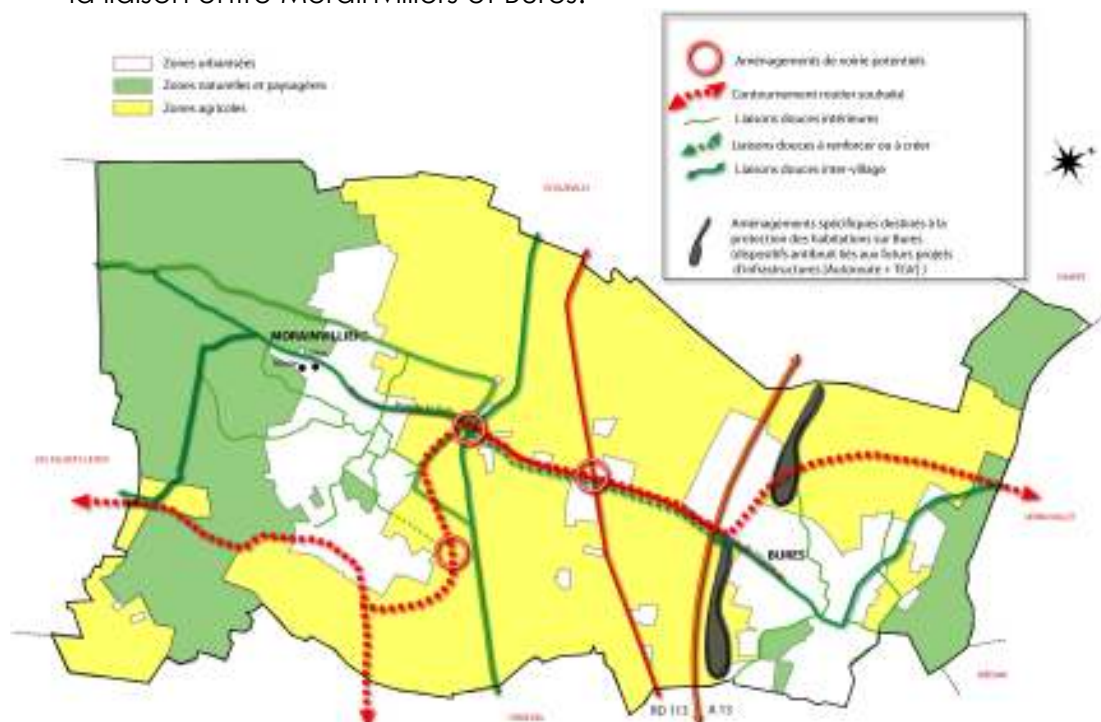 la liaison entre Morainvilliers et Bures.
Zones urbanisées
Zones naturelles et paysagères
Zones agricoles
Aménagements de voirie potentiels
Contournement routier souhaité
Liaisons douces intérieures
Liaisons douces à renforcer ou à créer
Liaisons douces inter-village
Aménagements spécifiques destinés à la
protection des habitations sur Bures
(dispositifs antibruit liés aux futurs projets
d'infrastructures (Autoroute + TGV) )
MORAINVILLIERS
BURES
RD 113
A 13